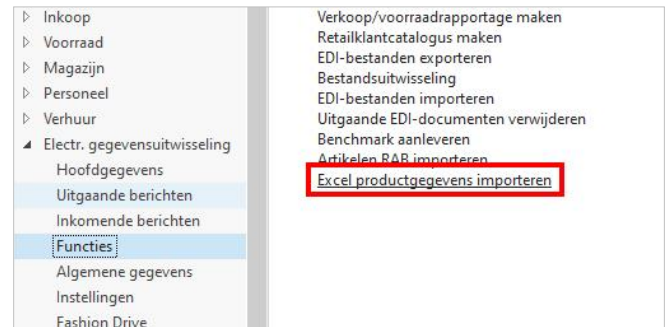 Inkoop
Voorraad
Magazijn
Personeel
Verhuur
Electr. gegevensuitwisseling
Hoofdgegevens
Uitgaande berichten
Inkomende berichten
Functies
Algemene gegevens
Instellingen
Fashion Drive
Verkoop/voorraadrapportage maken
Retailklantcatalogus maken
EDI-bestanden exporteren
Bestandsuitwisseling
EDI-bestanden importeren
Uitgaande EDI-documenten verwijderen
Benchmark aanleveren
Artikelen RAB importeren
Excel productgegevens importeren